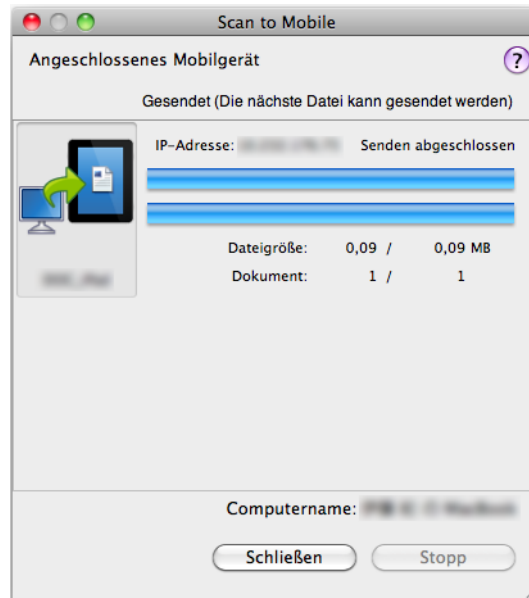 Scan to Mobile
Angeschlossenes Mobilgerät
?
Gesendet (Die nächste Datei kann gesendet werden)
IP-Adresse: Senden abgeschlossen
Dateigröße: 0,09 / 0,09 MB
Dokument: 1 / 1
Computername:
Schließen Stopp